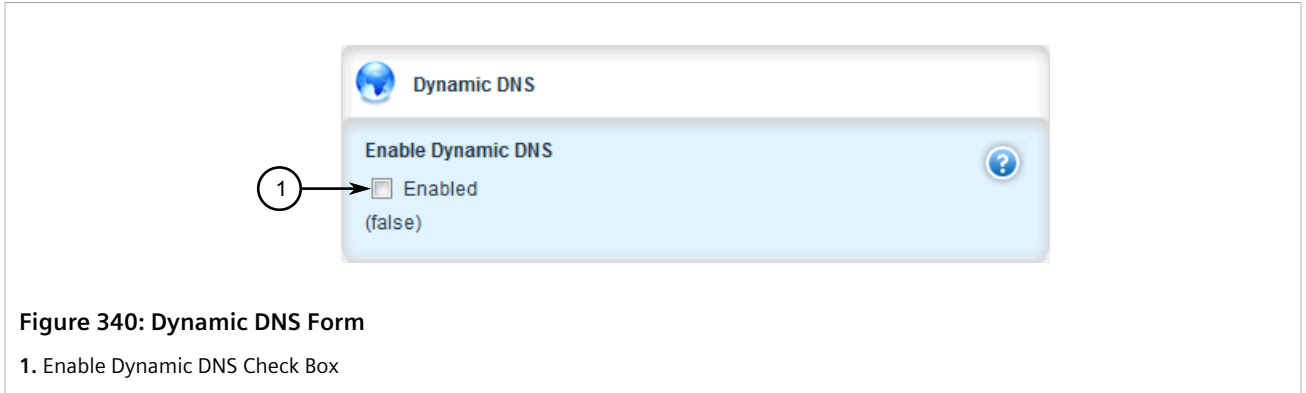 Dynamic DNS
Enable Dynamic DNS
1
Enabled
(false)
Figure 340: Dynamic DNS Form
1. Enable Dynamic DNS Check Box